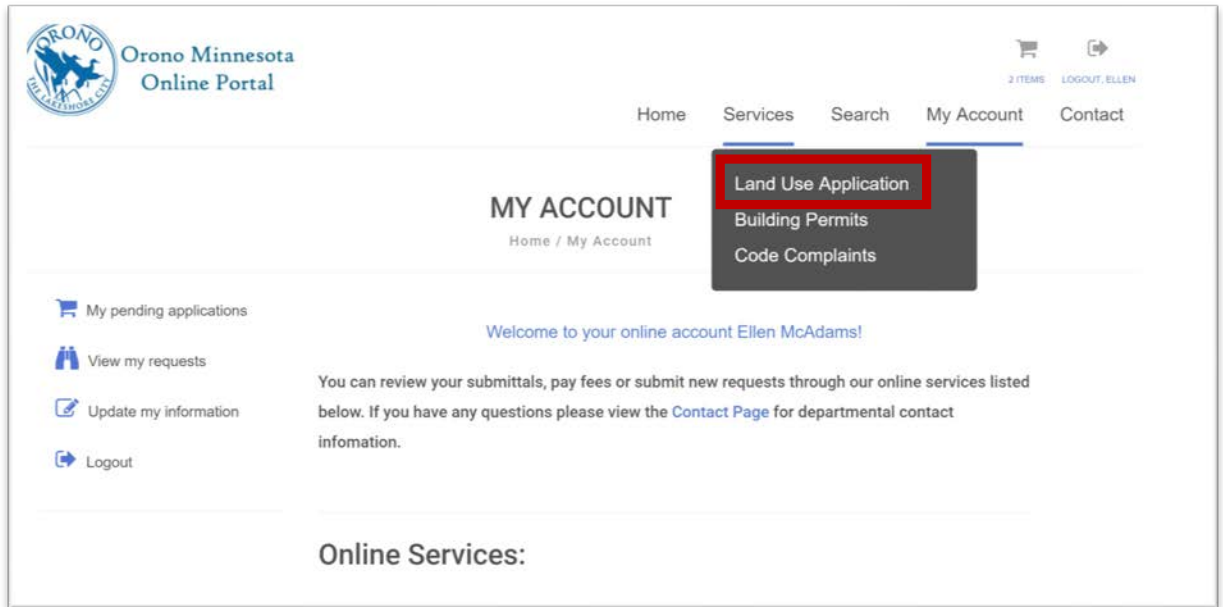 ORONO
THE LAKESHORE CITY
Orono Minnesota
Online Portal
2 ITEMS
LOGOUT, ELLEN
Home Services Search My Account Contact
Land Use Application
Building Permits
Code Complaints
MY ACCOUNT
Home / My Account
My pending applications
View my requests
Update my information
Logout
Welcome to your online account Ellen McAdams!
You can review your submittals, pay fees or submit new requests through our online services listed
below. If you have any questions please view the Contact Page for departmental contact
infomation.
Online Services: